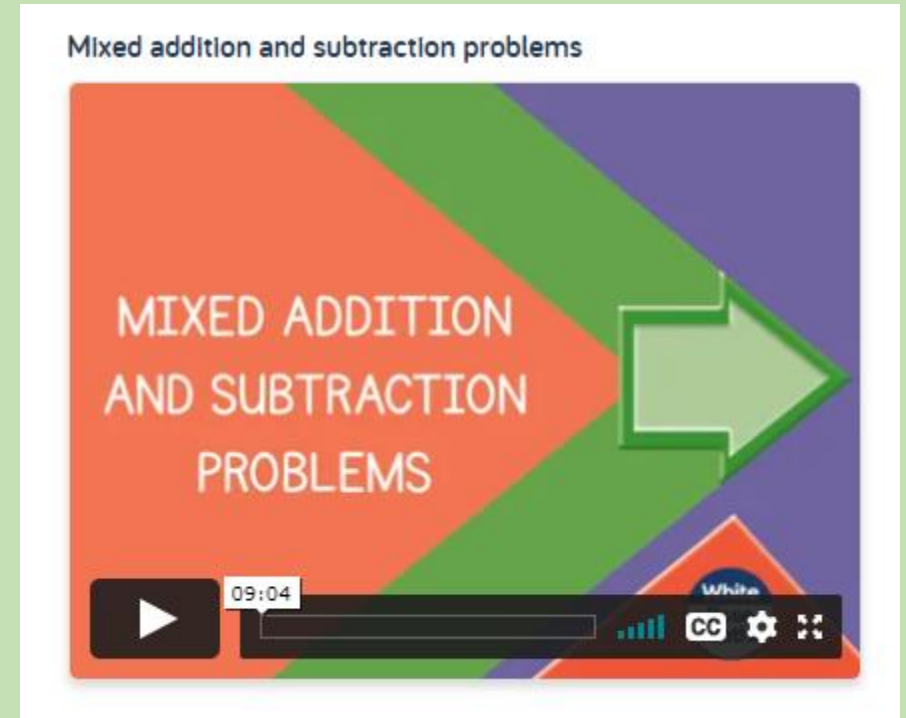 Mixed addition and subtraction problems
MIXED ADDITION
AND SUBTRACTION
PROBLEMS
White
09:04
CC